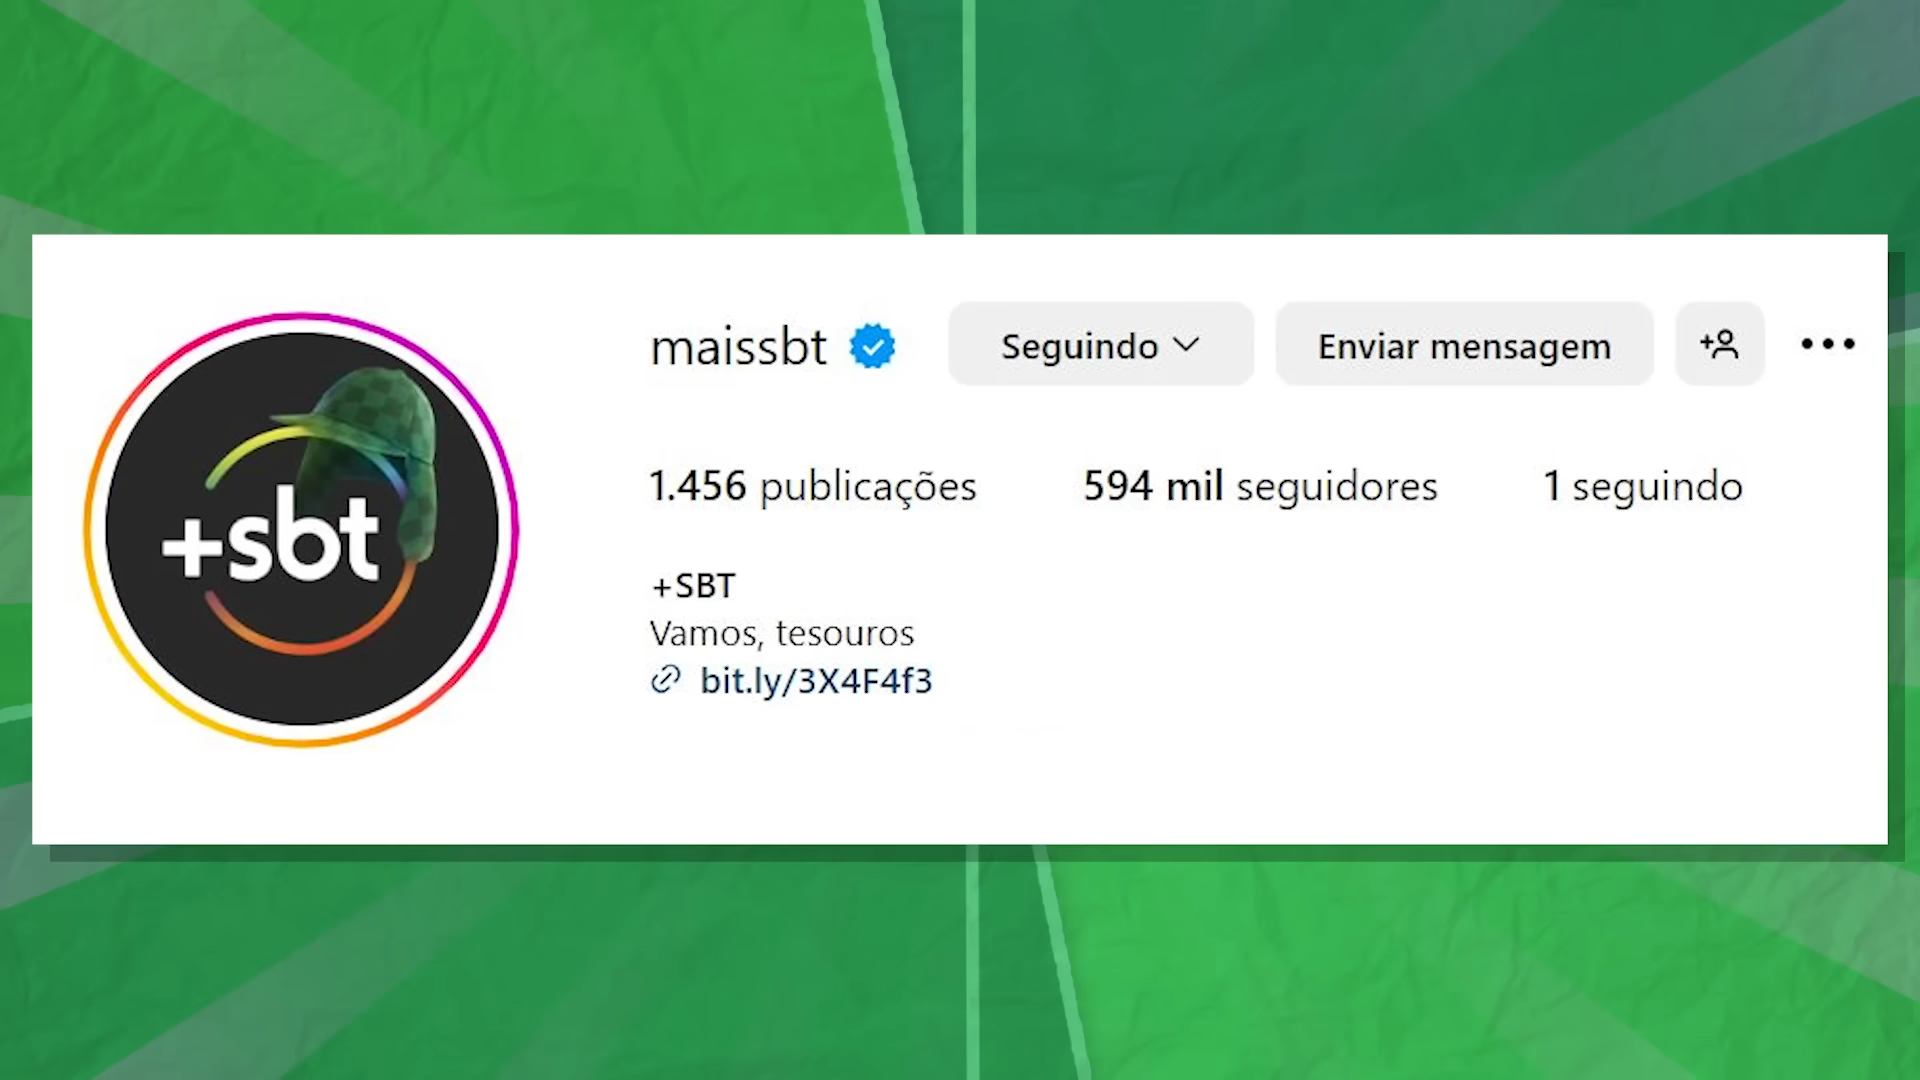 maissbt Seguindo Enviar mensagem
1.456 publicações 594 mil seguidores 1 seguindo
+sbt
+SBT
Vamos, tesouros
bit.ly/3X4F4f3